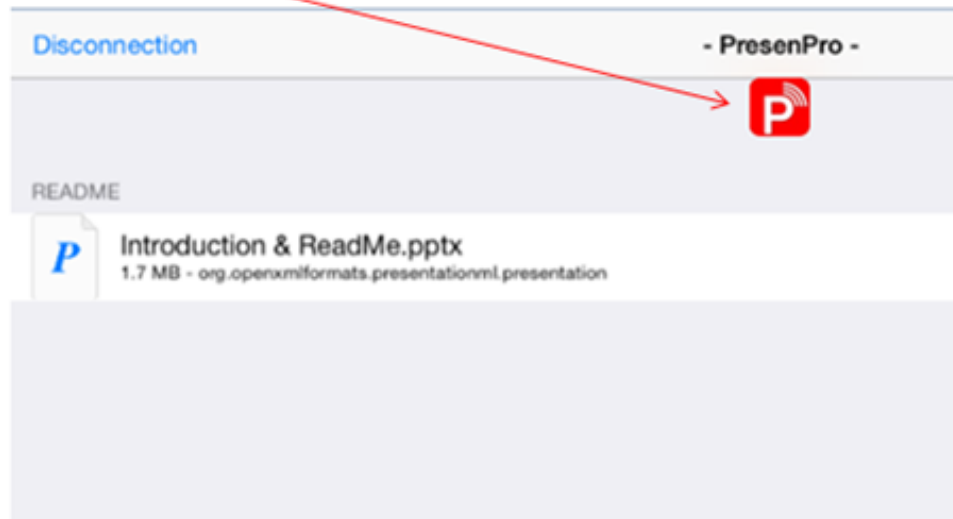 Disconnection
- PresenPro -
P
README
P
Introduction & ReadMe.pptx
1.7 MB - org.openxmlformats.presentationml.presentation